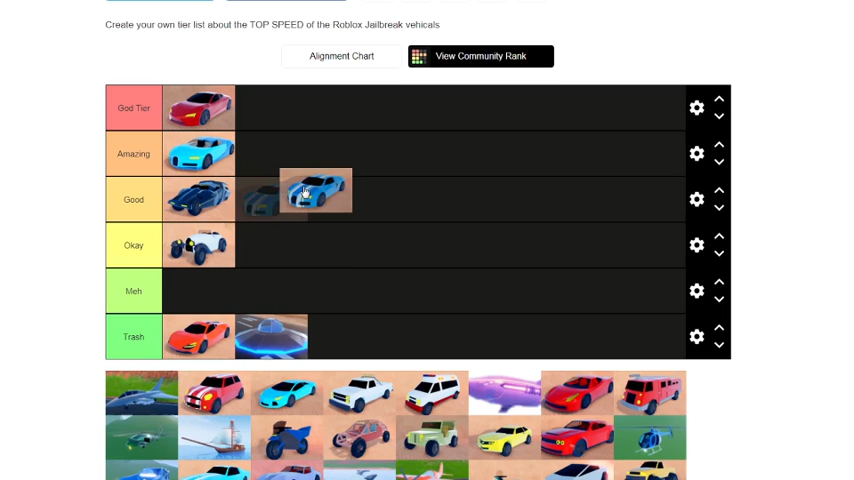 Create your own tier list about the TOP SPEED of the Roblox Jailbreak vehicals
Alignment Chart
View Community Rank
God Tier
Amazing
Good
Okay
Meh
Trash